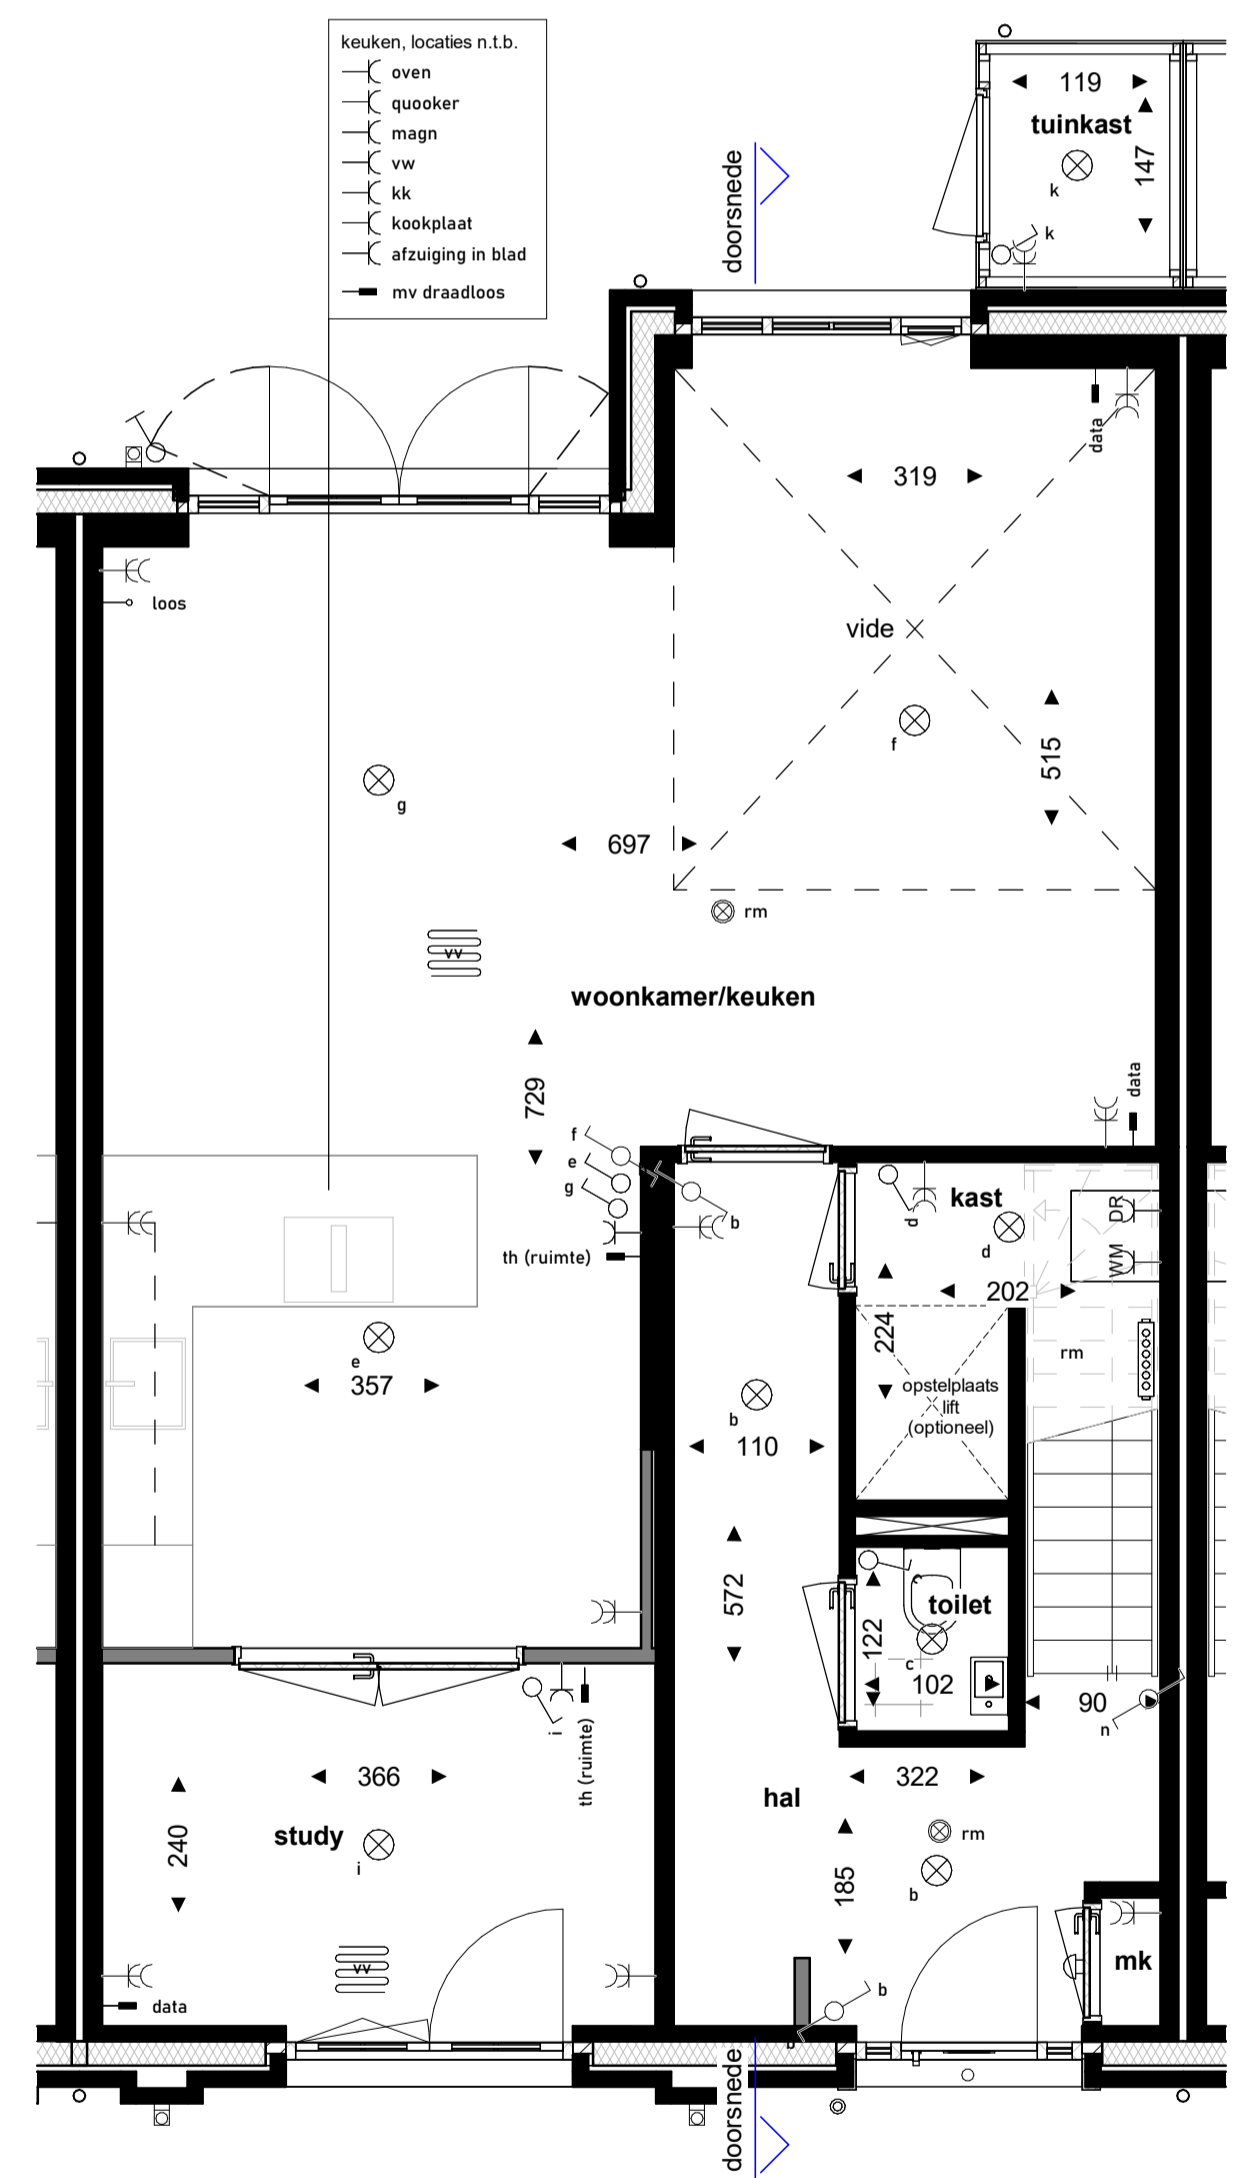 keuken, locaties n.t.b.
oven
quooker
magn
vw
kk
kookplaat
afzuiging in blad
mv draadloos
doorsnede
119
tuinkast
147
k
k
data
319
loos
vide
f
515
g
697
rm
vv
woonkamer/keuken
729
data
f
e
g
b
th (ruimte)
d
kast
d
DR
WM
202
224
rm
e
357
opstelplaats
lift
(optioneel)
b
110
572
c
toilet
122
c
102
90
n
i
th (ruimte)
366
322
hal
240
study
i
rm
185
b
mk
vv
data
b
b
doorsnede